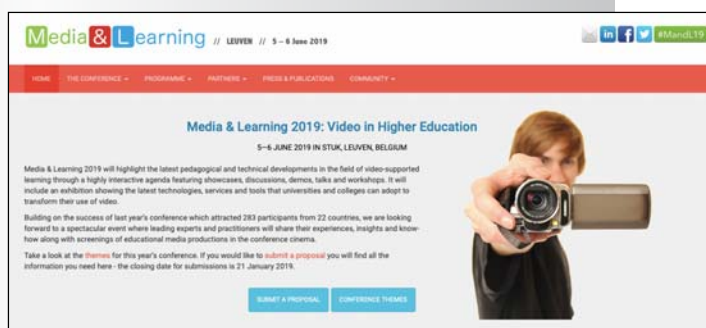 Media & Learning // LEUVEN // 5 – 6 June 2019
#MandL19
HOME THE CONFERENCE PROGRAMME PARTNERS PRESS & PUBLICATIONS COMMUNITY
Media & Learning 2019: Video in Higher Education
5–6 JUNE 2019 IN STUK, LEUVEN, BELGIUM
Media & Learning 2019 will highlight the latest pedagogical and technical developments in the field of video-supported
learning through a highly interactive agenda featuring showcases, discussions, demos, talks and workshops. It will
include an exhibition showing the latest technologies, services and tools that universities and colleges can adopt to
transform their use of video.
Building on the success of last year's conference which attracted 283 participants from 22 countries, we are looking
forward to a spectacular event where leading experts and practitioners will share their experiences, insights and know-
how along with screenings of educational media productions in the conference cinema.
Take a look at the themes for this year's conference. If you would like to submit a proposal you will find all the
information you need here - the closing date for submissions is 21 January 2019.
SUBMIT A PROPOSAL CONFERENCE THEMES